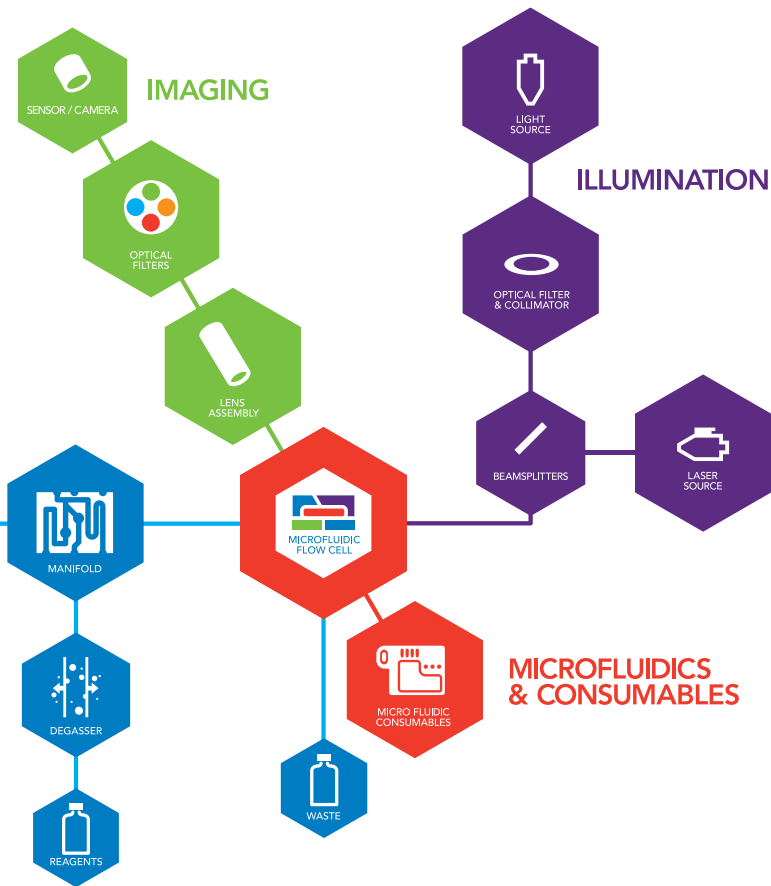 SENSOR / CAMERA
IMAGING
OPTICAL
FILTERS
LENS
ASSEMBLY
LIGHT
SOURCE
ILLUMINATION
OPTICAL FILTER
& COLLIMATOR
BEAMSPLITTERS
LASER
SOURCE
MANIFOLD
MICROFLUIDIC
FLOW CELL
DEGASSER
MICRO FLUIDIC
CONSUMABLES
MICROFLUIDICS
& CONSUMABLES
WASTE
REAGENTS